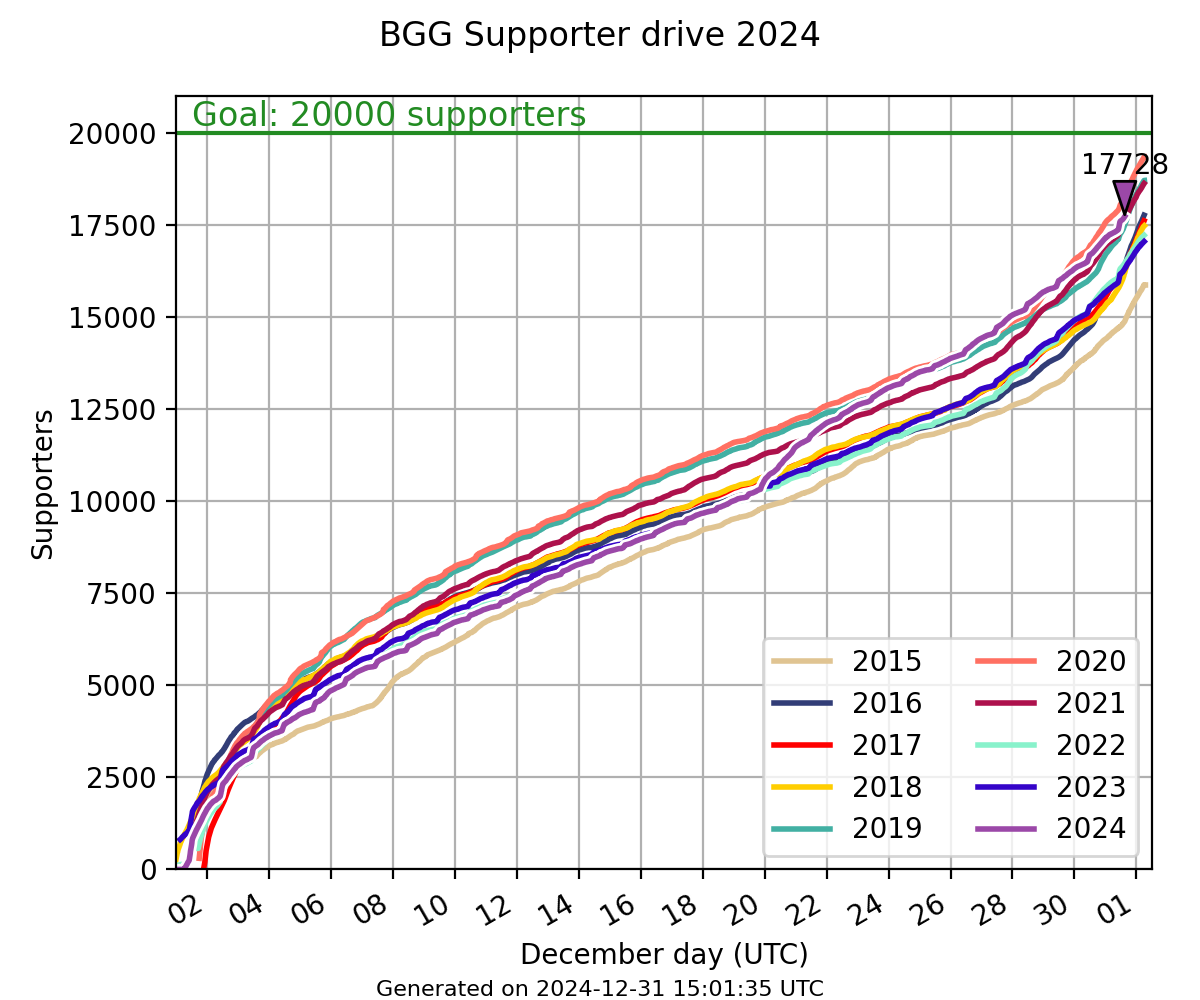 BGG Supporter drive 2024
Goal: 20000 supporters
17728
20000
17500
15000
12500
10000
7500
5000
2500
0
Supporters
2015 2020
2016 2021
2017 2022
2018 2023
2019 2024
02 04 06 08 10 12 14 16 18 20 22 24 26 28 30 01
December day (UTC)
Generated on 2024-12-31 15:01:35 UTC